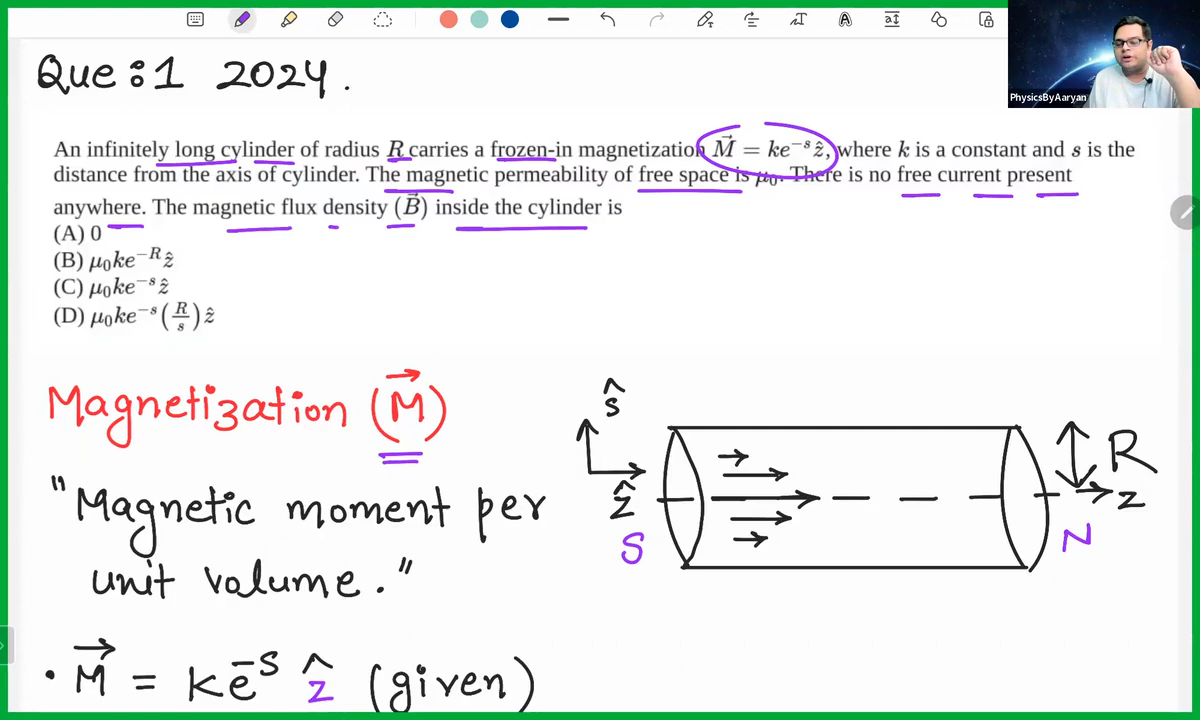 Que : 1 2024.
PhysicsByAaryan
An infinitely long cylinder of radius R carries a frozen-in magnetization M⃗ = ke⁻ˢẑ, where k is a constant and s is the
distance from the axis of cylinder. The magnetic permeability of free space is μ₀. There is no free current present
anywhere. The magnetic flux density (B⃗) inside the cylinder is
(A) 0
(B) μ₀ke⁻ᴿẑ
(C) μ₀ke⁻ˢẑ
(D) μ₀ke⁻ˢ(R/s)ẑ
Magnetization (M⃗)
"Magnetic moment per
unit volume."
ŝ
ẑ
S
R
z
N
• M⃗ = ke⁻ˢ ẑ (given)